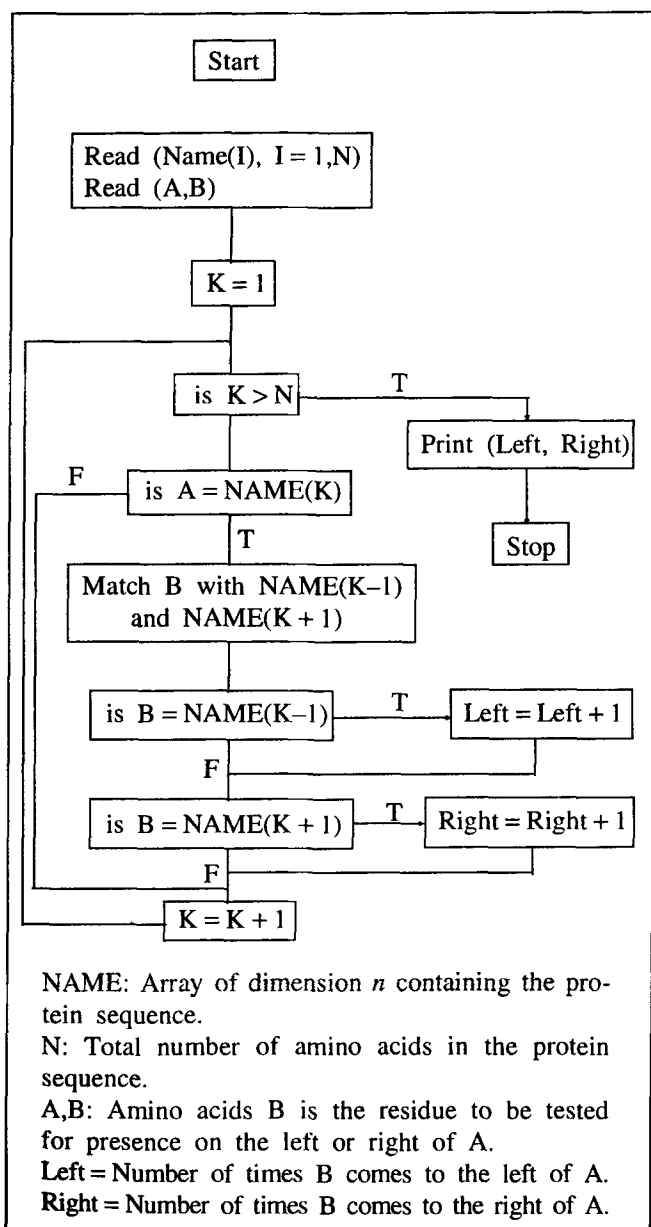 Start
Read (Name(I), I = 1,N)
Read (A,B)
K = 1
is K > N
T
Print (Left, Right)
Stop
F
is A = NAME(K)
T
Match B with NAME(K–1)
and NAME(K + 1)
is B = NAME(K–1)
T
Left = Left + 1
F
is B = NAME(K + 1)
T
Right = Right + 1
F
K = K + 1
NAME: Array of dimension n containing the pro-
tein sequence.
N: Total number of amino acids in the protein
sequence.
A,B: Amino acids B is the residue to be tested
for presence on the left or right of A.
Left = Number of times B comes to the left of A.
Right = Number of times B comes to the right of A.